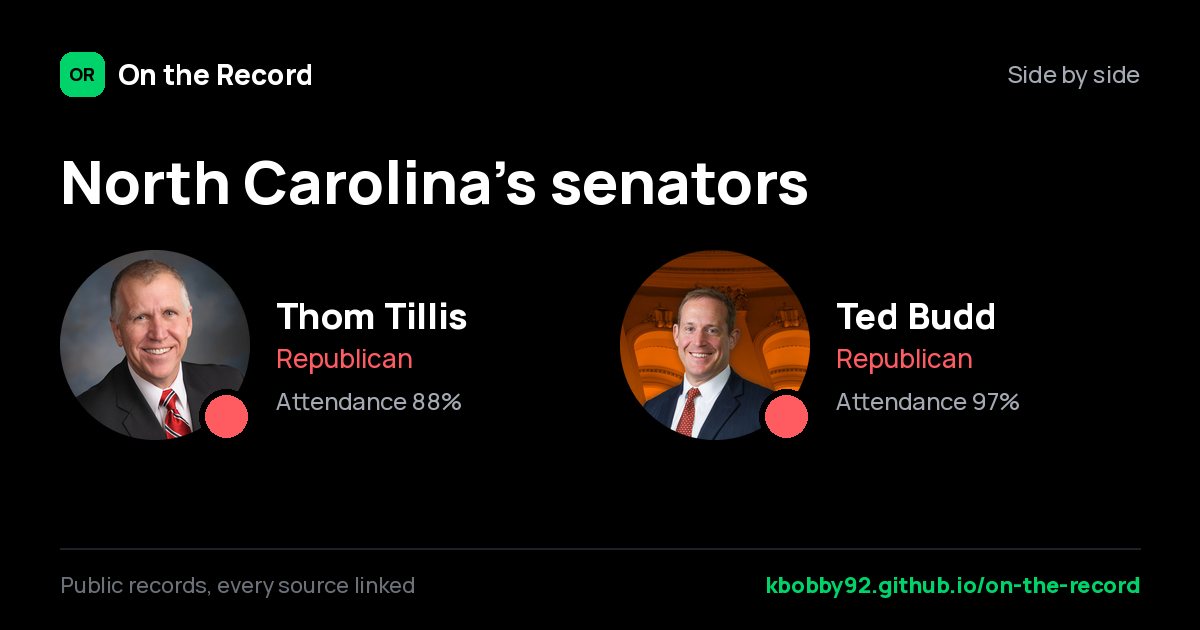 OR On the Record
Side by side
North Carolina’s senators
Thom Tillis
Republican
Attendance 88%
Ted Budd
Republican
Attendance 97%
Public records, every source linked
kbobby92.github.io/on-the-record